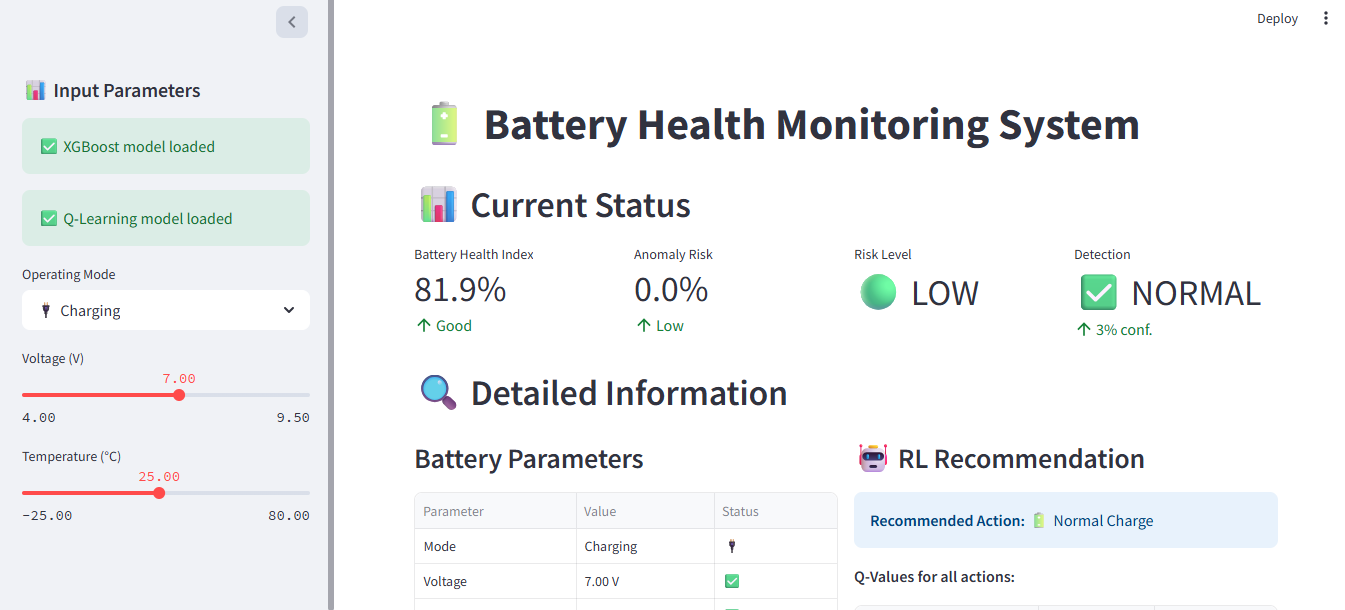 Deploy
Input Parameters
XGBoost model loaded
Q-Learning model loaded
Operating Mode
Charging
Voltage (V)
7.00
4.00 9.50
Temperature (°C)
25.00
-25.00 80.00
Battery Health Monitoring System
Current Status
Battery Health Index Anomaly Risk Risk Level Detection
81.9% 0.0% LOW NORMAL
↑ Good ↑ Low ↑ 3% conf.
Detailed Information
Battery Parameters
Parameter Value Status
Mode Charging
Voltage 7.00 V
RL Recommendation
Recommended Action: Normal Charge
Q-Values for all actions: